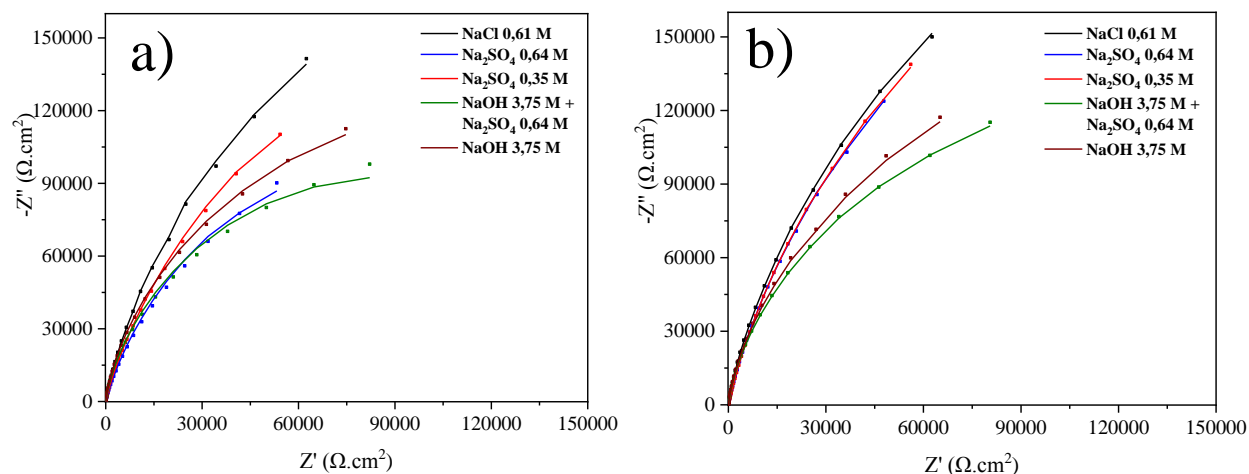 a)
NaCl 0,61 M
Na₂SO₄ 0,64 M
Na₂SO₄ 0,35 M
NaOH 3,75 M +
Na₂SO₄ 0,64 M
NaOH 3,75 M
-Z'' (Ω.cm²)
150000
120000
90000
60000
30000
0
0 30000 60000 90000 120000 150000
Z' (Ω.cm²)
b)
NaCl 0,61 M
Na₂SO₄ 0,64 M
Na₂SO₄ 0,35 M
NaOH 3,75 M +
Na₂SO₄ 0,64 M
NaOH 3,75 M
-Z'' (Ω.cm²)
150000
120000
90000
60000
30000
0
0 30000 60000 90000 120000 150000
Z' (Ω.cm²)